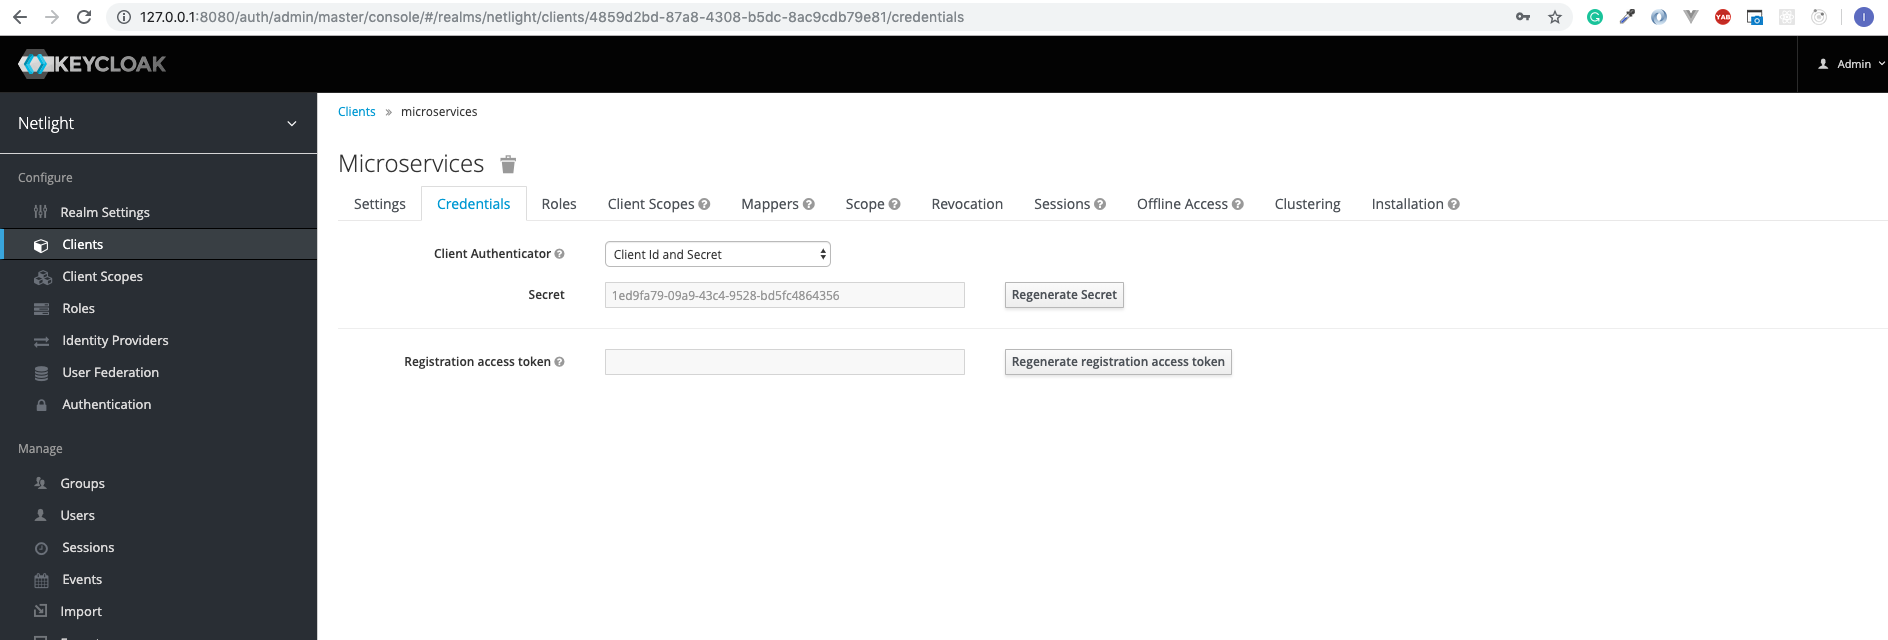 127.0.0.1:8080/auth/admin/master/console/#/realms/netlight/clients/4859d2bd-87a8-4308-b5dc-8ac9cdb79e81/credentials
G YAB I
KEYCLOAK
Admin
Netlight
Configure
Realm Settings
Clients
Client Scopes
Roles
Identity Providers
User Federation
Authentication
Manage
Groups
Users
Sessions
Events
Import
Clients » microservices
Microservices
Settings Credentials Roles Client Scopes ? Mappers ? Scope ? Revocation Sessions ? Offline Access ? Clustering Installation ?
Client Authenticator ? Client Id and Secret
Secret 1ed9fa79-09a9-43c4-9528-bd5fc4864356 Regenerate Secret
Registration access token ? Regenerate registration access token